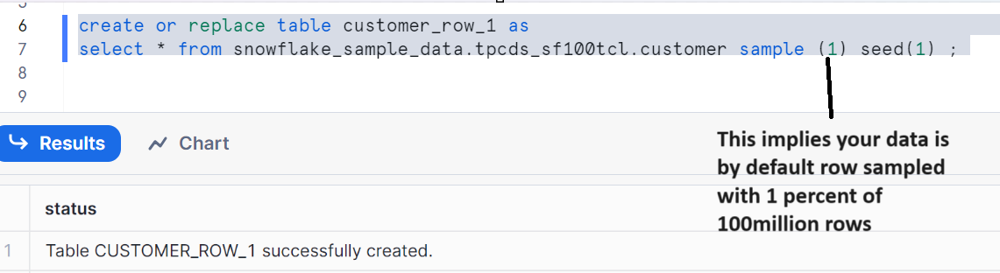 6 create or replace table customer_row_1 as
7 select * from snowflake_sample_data.tpcds_sf100tcl.customer sample (1) seed(1) ;
8
9
This implies your data is
by default row sampled
with 1 percent of
100million rows
Results Chart
status
1 Table CUSTOMER_ROW_1 successfully created.